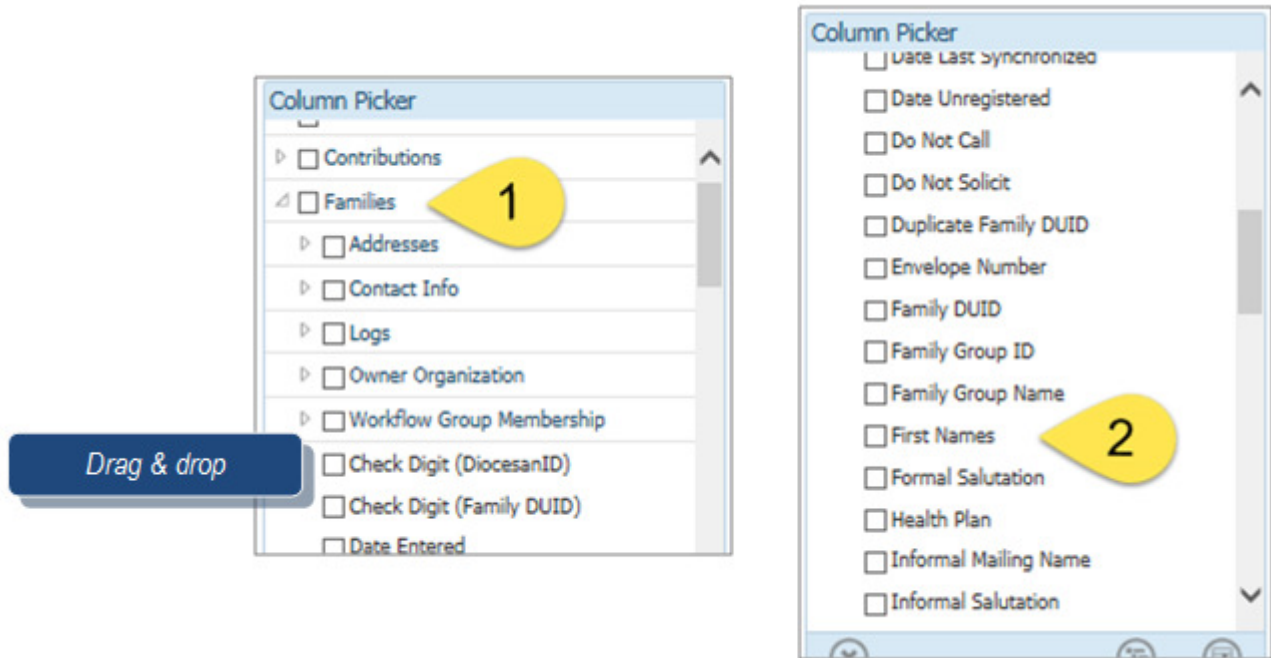 Column Picker
Contributions
Families
1
Addresses
Contact Info
Logs
Owner Organization
Workflow Group Membership
Drag & drop
Check Digit (DiocesanID)
Check Digit (Family DUID)
Date Entered
Column Picker
Date Last Synchronized
Date Unregistered
Do Not Call
Do Not Solicit
Duplicate Family DUID
Envelope Number
Family DUID
Family Group ID
Family Group Name
First Names
2
Formal Salutation
Health Plan
Informal Mailing Name
Informal Salutation